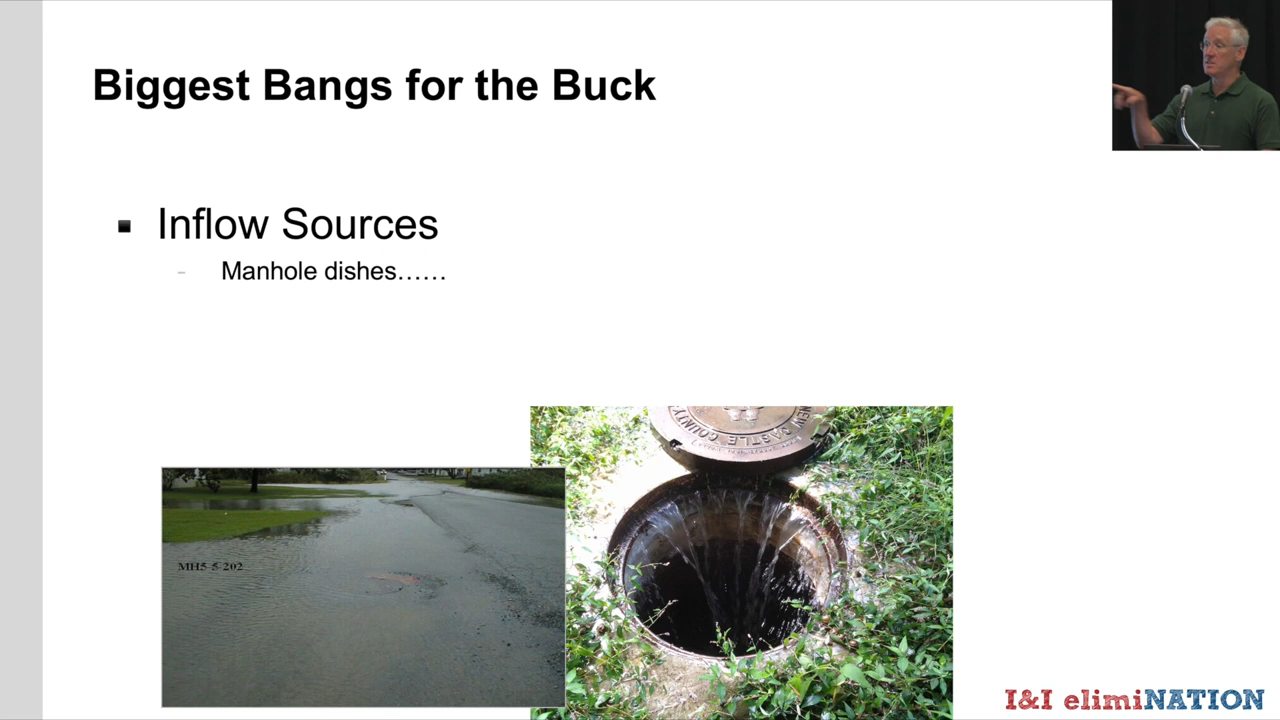 Biggest Bangs for the Buck
Inflow Sources
- Manhole dishes……
NEW CASTLE COUNTY
MH5 5 202
I&I elimiNATION